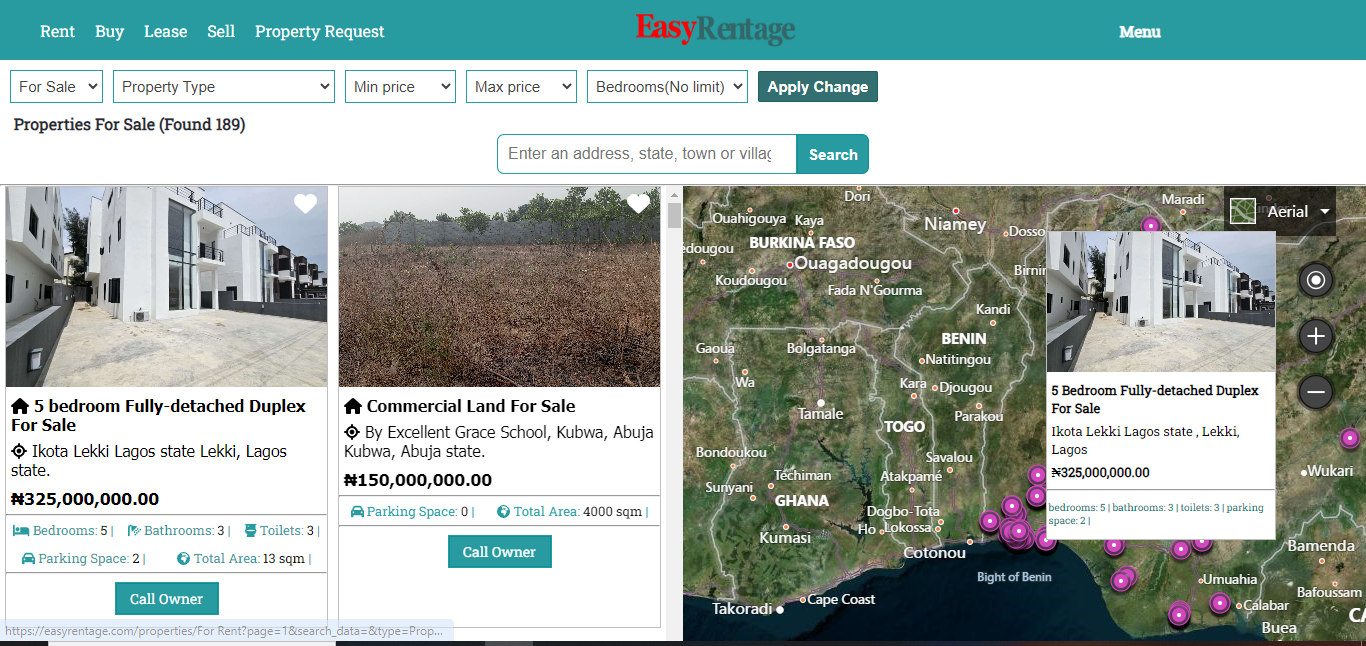 Rent Buy Lease Sell Property Request
EasyRentage
Menu
For Sale
Property Type
Min price
Max price
Bedrooms(No limit)
Apply Change
Properties For Sale (Found 189)
Enter an address, state, town or villag
Search
5 bedroom Fully-detached Duplex
For Sale
Ikota Lekki Lagos state Lekki, Lagos
state.
₦325,000,000.00
Bedrooms: 5 | Bathrooms: 3 | Toilets: 3 |
Parking Space: 2 | Total Area: 13 sqm |
Call Owner
Commercial Land For Sale
By Excellent Grace School, Kubwa, Abuja
Kubwa, Abuja state.
₦150,000,000.00
Parking Space: 0 | Total Area: 4000 sqm |
Call Owner
https://easyrentage.com/properties/For Rent?page=1&search_data=&type=Prop...
Dori
Maradi
Aerial
Ouahigouya
Kaya
Niamey
Dosso
édougou
BURKINA FASO
Ouagadougou
Koudougou
Fada N'Gourma
Birnin
Kandi
Gaoua
Bolgatanga
BENIN
Natitingou
Wa
Kara
Djougou
Tamale
Parakou
TOGO
Bondoukou
Savalou
Sunyani
Techiman
Atakpamé
GHANA
Dogbo-Tota
Ho
Lokossa
Kumasi
Cotonou
Bight of Benin
Takoradi
Cape Coast
5 Bedroom Fully-detached Duplex
For Sale
Ikota Lekki Lagos state , Lekki,
Lagos
₦325,000,000.00
bedrooms: 5 | bathrooms: 3 | toilets: 3 | parking
space: 2 |
Wukari
Bamenda
Umuahia
Bafoussam
Calabar
CA
Buea